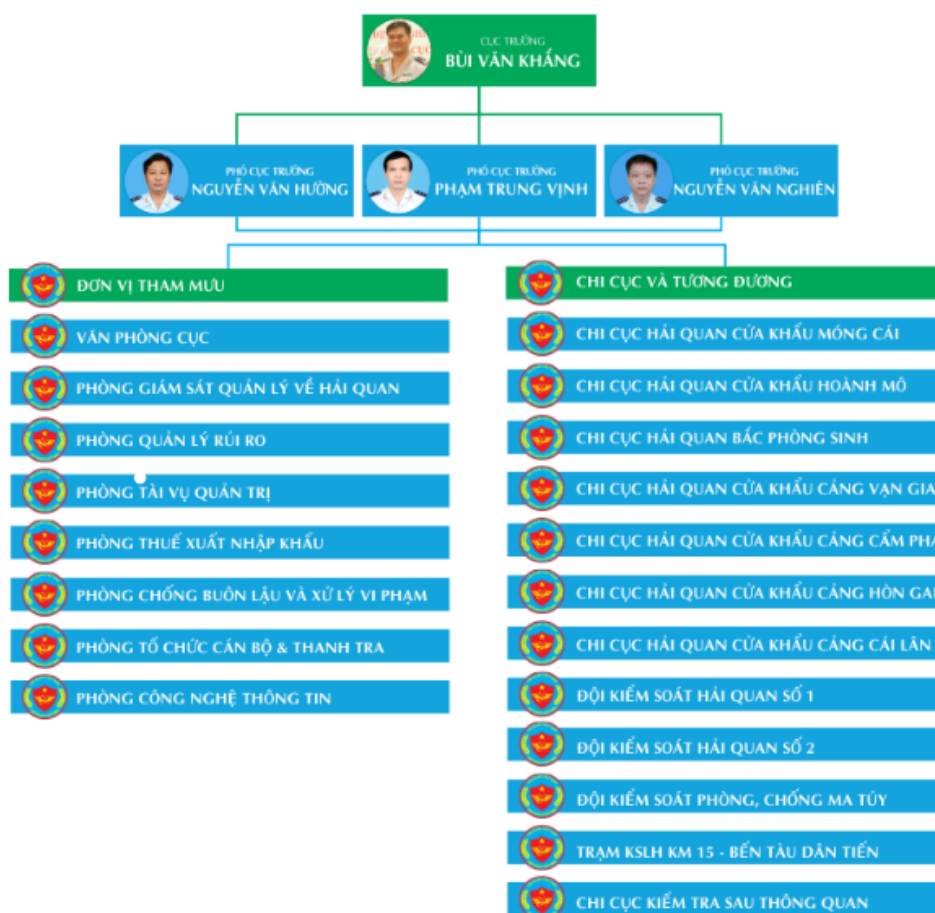 CỤC TRƯỞNG
BÙI VĂN KHẮNG
PHÓ CỤC TRƯỞNG
NGUYỄN VĂN HƯỜNG
PHÓ CỤC TRƯỞNG
PHẠM TRUNG VỊNH
PHÓ CỤC TRƯỞNG
NGUYỄN VĂN NGHIÊN
ĐƠN VỊ THAM MƯU
VĂN PHÒNG CỤC
PHÒNG GIÁM SÁT QUẢN LÝ VỀ HẢI QUAN
PHÒNG QUẢN LÝ RỦI RO
PHÒNG TÀI VỤ QUẢN TRỊ
PHÒNG THUẾ XUẤT NHẬP KHẨU
PHÒNG CHỐNG BUÔN LẬU VÀ XỬ LÝ VI PHẠM
PHÒNG TỔ CHỨC CÁN BỘ & THANH TRA
PHÒNG CÔNG NGHỆ THÔNG TIN
CHI CỤC VÀ TƯƠNG ĐƯƠNG
CHI CỤC HẢI QUAN CỬA KHẨU MÓNG CÁI
CHI CỤC HẢI QUAN CỬA KHẨU HOÀNH MÔ
CHI CỤC HẢI QUAN BẮC PHÒNG SINH
CHI CỤC HẢI QUAN CỬA KHẨU CẢNG VẠN GIA
CHI CỤC HẢI QUAN CỬA KHẨU CẢNG CẨM
CHI CỤC HẢI QUAN CỬA KHẨU CẢNG HÒN GAI
CHI CỤC HẢI QUAN CỬA KHẨU CẢNG CÁI LÂN
ĐỘI KIỂM SOÁT HẢI QUAN SỐ 1
ĐỘI KIỂM SOÁT HẢI QUAN SỐ 2
ĐỘI KIỂM SOÁT PHÒNG, CHỐNG MA TÚY
TRẠM KSLH KM 15 - BẾN TÀU DÂN TIẾN
CHI CỤC KIỂM TRA SAU THÔNG QUAN